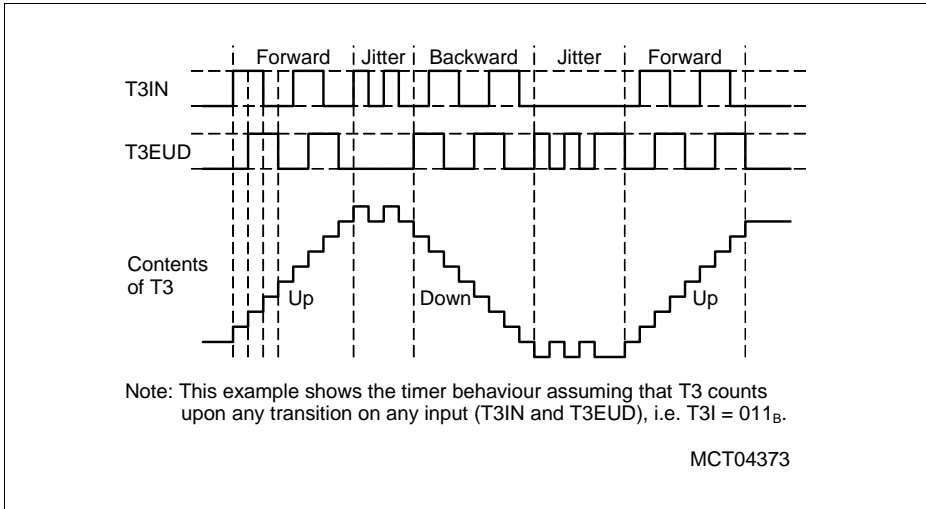 Forward Jitter Backward Jitter Forward
T3IN
T3EUD
Contents
of T3
Up Down Up
Note: This example shows the timer behaviour assuming that T3 counts
upon any transition on any input (T3IN and T3EUD), i.e. T3I = 011B.
MCT04373